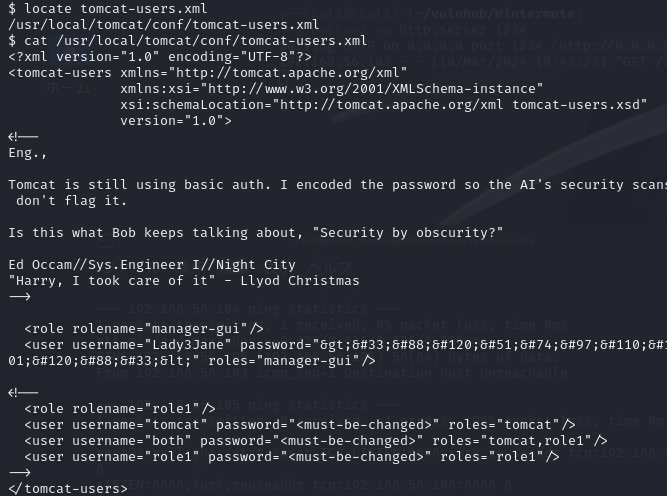 $ locate tomcat-users.xml
/usr/local/tomcat/conf/tomcat-users.xml
$ cat /usr/local/tomcat/conf/tomcat-users.xml
<?xml version="1.0" encoding="UTF-8"?>
<tomcat-users xmlns="http://tomcat.apache.org/xml"
              xmlns:xsi="http://www.w3.org/2001/XMLSchema-instance"
              xsi:schemaLocation="http://tomcat.apache.org/xml tomcat-users.xsd"
              version="1.0">
<!--
Eng.,
Tomcat is still using basic auth. I encoded the password so the AI's security scans
 don't flag it.
Is this what Bob keeps talking about, "Security by obscurity?"
Ed Occam//Sys.Engineer I//Night City
"Harry, I took care of it" - Llyod Christmas
-->
  <role rolename="manager-gui"/>
  <user username="Lady3Jane" password="&gt;&#33;&#88;&#120;&#51;&#74;&#97;&#110;&#1
01;&#120;&#88;&#33;&lt;" roles="manager-gui"/>
<!--
  <role rolename="role1"/>
  <user username="tomcat" password="<must-be-changed>" roles="tomcat"/>
  <user username="both" password="<must-be-changed>" roles="tomcat,role1"/>
  <user username="role1" password="<must-be-changed>" roles="role1"/>
-->
</tomcat-users>